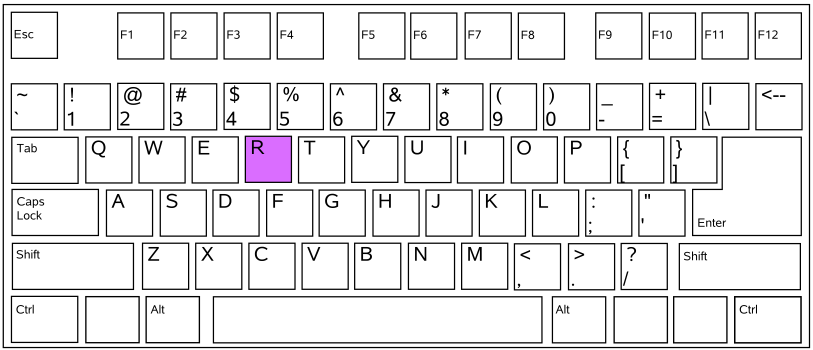 Esc F1 F2 F3 F4 F5 F6 F7 F8 F9 F10 F11 F12
~ ! @ # $ % ^ & * ( ) _ + | <--
` 1 2 3 4 5 6 7 8 9 0 - = \
Tab Q W E R T Y U I O P { }
[ ]
Caps A S D F G H J K L : "
Lock ; '
Enter
Shift Z X C V B N M < > ? Shift
, . /
Ctrl Alt Alt Ctrl